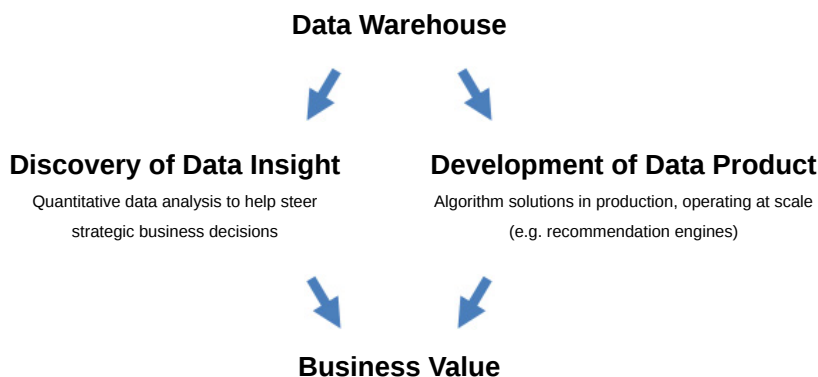 Data Warehouse
Discovery of Data Insight
Quantitative data analysis to help steer
strategic business decisions
Development of Data Product
Algorithm solutions in production, operating at scale
(e.g. recommendation engines)
Business Value